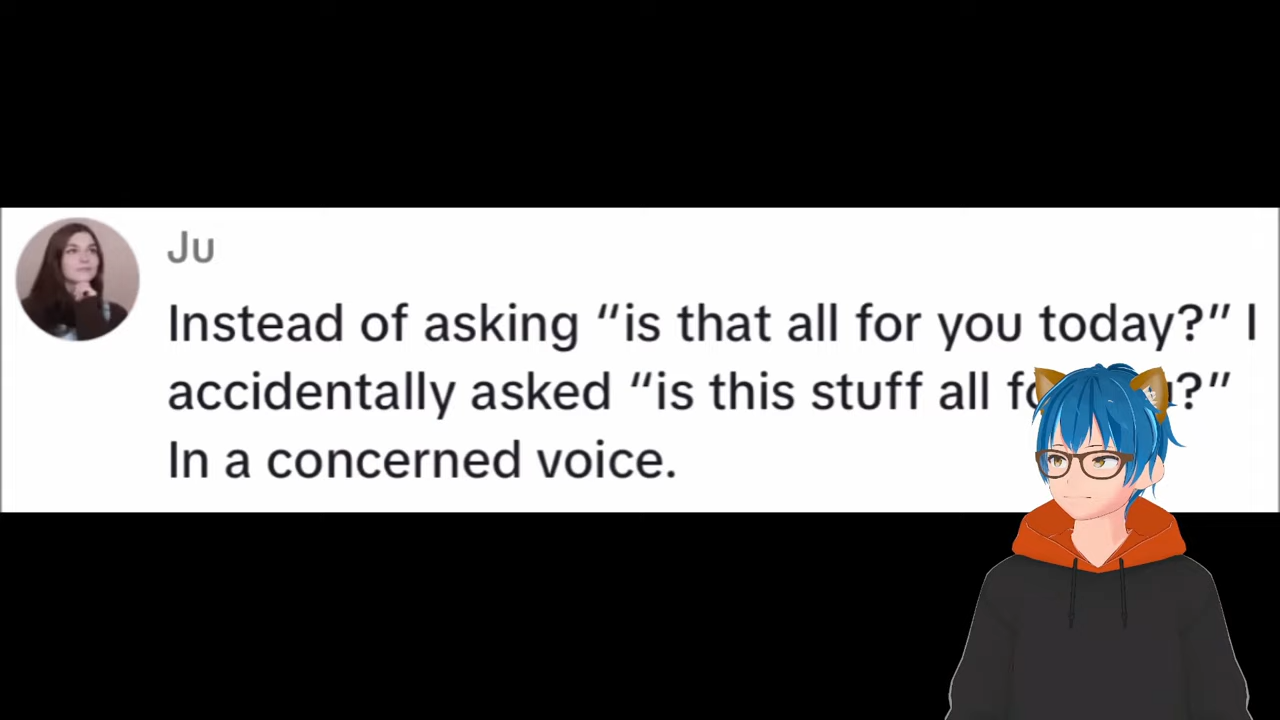 Ju
Instead of asking “is that all for you today?” I
accidentally asked “is this stuff all
In a concerned voice.